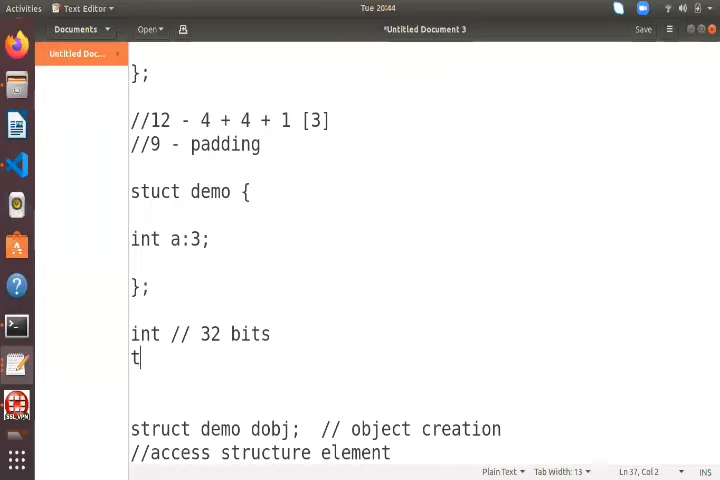 Activities Text Editor Tue 20:44
Documents Open *Untitled Document 3 Save
Untitled Doc...
};
//12 - 4 + 4 + 1 [3]
//9 - padding
stuct demo {
int a:3;
};
int // 32 bits
t
struct demo dobj;  // object creation
//access structure element
SSL VPN
Plain Text Tab Width: 13 Ln 37, Col 2 INS